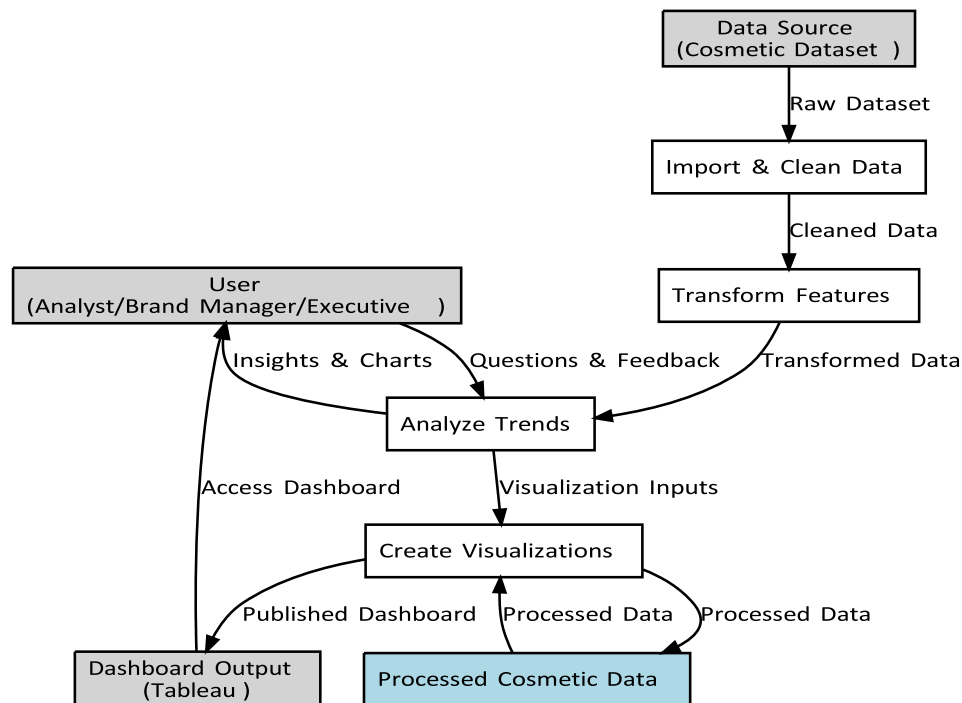 Data Source
(Cosmetic Dataset )
Raw Dataset
Import & Clean Data
Cleaned Data
User
(Analyst/Brand Manager/Executive )
Transform Features
Insights & Charts
Questions & Feedback
Transformed Data
Analyze Trends
Access Dashboard
Visualization Inputs
Create Visualizations
Published Dashboard
Processed Data
Processed Data
Dashboard Output
(Tableau )
Processed Cosmetic Data